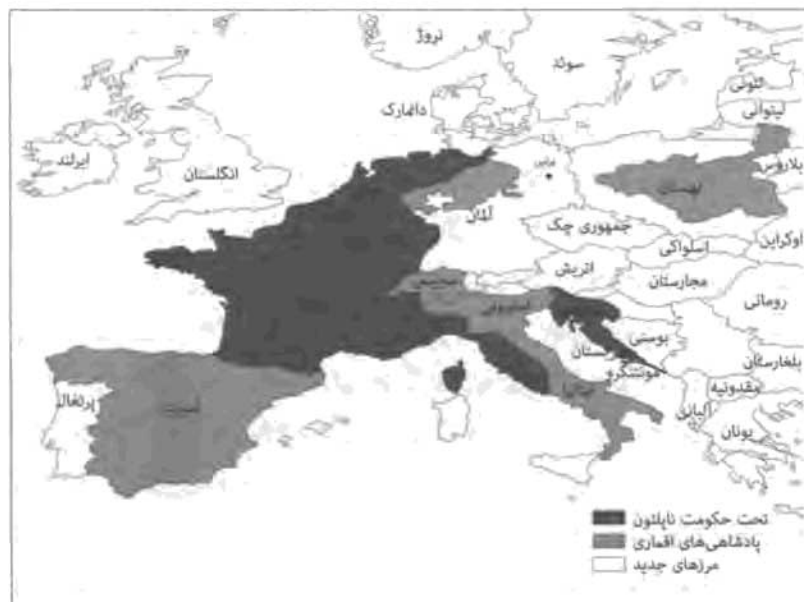 نروژ
سوئد
لتونی
لیتوانی
دانمارک
ایرلند
انگلستان
بلاروس
لهستان
آلمان
جمهوری چک
اوکراین
اسلواکی
اتریش
مجارستان
رومانی
بوسنی
مونتنگرو
بلغارستان
مقدونیه
آلبانی
یونان
پرتغال
تحت حکومت ناپلئون
پادشاهی‌های اقماری
مرزهای جدید